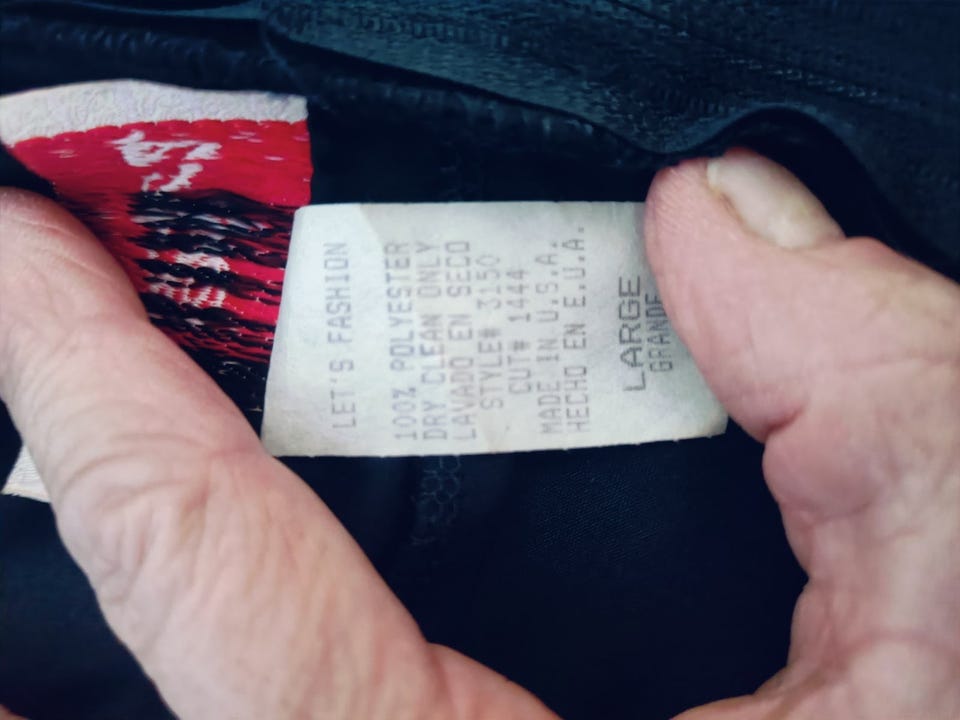 LET'S FASHION
100% POLYESTER
DRY CLEAN ONLY
LAVADO EN SECO
STYLE# 3150
CUT# 1444
MADE IN U.S.A.
HECHO EN E.U.A.
LARGE
GRANDE